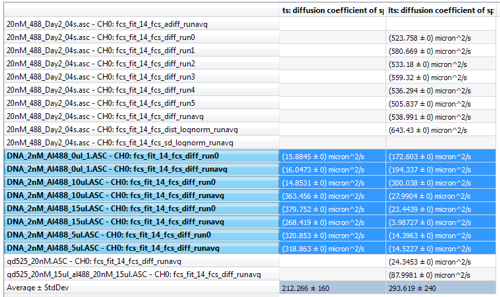 ts: diffusion coefficient of sp lts: diffusion coefficient of sp
20nM_488_Day2_04s.asc - CH0: fcs_fit_14_fcs_adiff_runavg
20nM_488_Day2_04s.asc - CH0: fcs_fit_14_fcs_diff_run0 (523.758 ± 0) micron^2/s
20nM_488_Day2_04s.asc - CH0: fcs_fit_14_fcs_diff_run1 (580.669 ± 0) micron^2/s
20nM_488_Day2_04s.asc - CH0: fcs_fit_14_fcs_diff_run2 (533.18 ± 0) micron^2/s
20nM_488_Day2_04s.asc - CH0: fcs_fit_14_fcs_diff_run3 (559.32 ± 0) micron^2/s
20nM_488_Day2_04s.asc - CH0: fcs_fit_14_fcs_diff_run4 (536.294 ± 0) micron^2/s
20nM_488_Day2_04s.asc - CH0: fcs_fit_14_fcs_diff_run5 (505.837 ± 0) micron^2/s
20nM_488_Day2_04s.asc - CH0: fcs_fit_14_fcs_diff_runavg (538.991 ± 0) micron^2/s
20nM_488_Day2_04s.asc - CH0: fcs_fit_14_fcs_dist_lognorm_runavg (643.43 ± 0) micron^2/s
20nM_488_Day2_04s.asc - CH0: fcs_fit_14_fcs_sd_lognorm_runavg
DNA_2nM_Al488_0ul_1.ASC - CH0: fcs_fit_14_fcs_diff_run0 (15.8845 ± 0) micron^2/s (172.603 ± 0) micron^2/s
DNA_2nM_Al488_0ul_1.ASC - CH0: fcs_fit_14_fcs_diff_runavg (16.0473 ± 0) micron^2/s (194.337 ± 0) micron^2/s
DNA_2nM_Al488_10ul.ASC - CH0: fcs_fit_14_fcs_diff_run0 (14.8531 ± 0) micron^2/s (300.038 ± 0) micron^2/s
DNA_2nM_Al488_10ul.ASC - CH0: fcs_fit_14_fcs_diff_runavg (363.456 ± 0) micron^2/s (27.9904 ± 0) micron^2/s
DNA_2nM_Al488_15ul.ASC - CH0: fcs_fit_14_fcs_diff_run0 (379.752 ± 0) micron^2/s (23.4439 ± 0) micron^2/s
DNA_2nM_Al488_15ul.ASC - CH0: fcs_fit_14_fcs_diff_runavg (268.419 ± 0) micron^2/s (3.98727 ± 0) micron^2/s
DNA_2nM_Al488_5ul.ASC - CH0: fcs_fit_14_fcs_diff_run0 (320.853 ± 0) micron^2/s (14.3963 ± 0) micron^2/s
DNA_2nM_Al488_5ul.ASC - CH0: fcs_fit_14_fcs_diff_runavg (318.863 ± 0) micron^2/s (14.5227 ± 0) micron^2/s
qd525_20nM.ASC - CH0: fcs_fit_14_fcs_diff_runavg (24.3453 ± 0) micron^2/s
qd525_20nM_15ul_al488_20nM_15ul.ASC - CH0: fcs_fit_14_fcs_diff_runavg (87.9981 ± 0) micron^2/s
Average ± StdDev 212.266 ± 160 293.619 ± 240